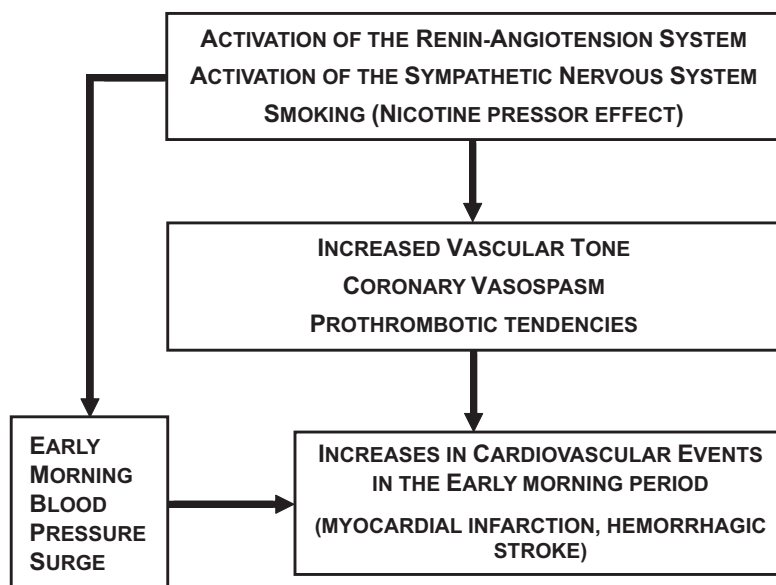 ACTIVATION OF THE RENIN-ANGIOTENSION SYSTEM
ACTIVATION OF THE SYMPATHETIC NERVOUS SYSTEM
SMOKING (NICOTINE PRESSOR EFFECT)
INCREASED VASCULAR TONE
CORONARY VASOSPASM
PROTHROMBOTIC TENDENCIES
EARLY
MORNING
BLOOD
PRESSURE
SURGE
INCREASES IN CARDIOVASCULAR EVENTS
IN THE EARLY MORNING PERIOD
(MYOCARDIAL INFARCTION, HEMORRHAGIC
STROKE)